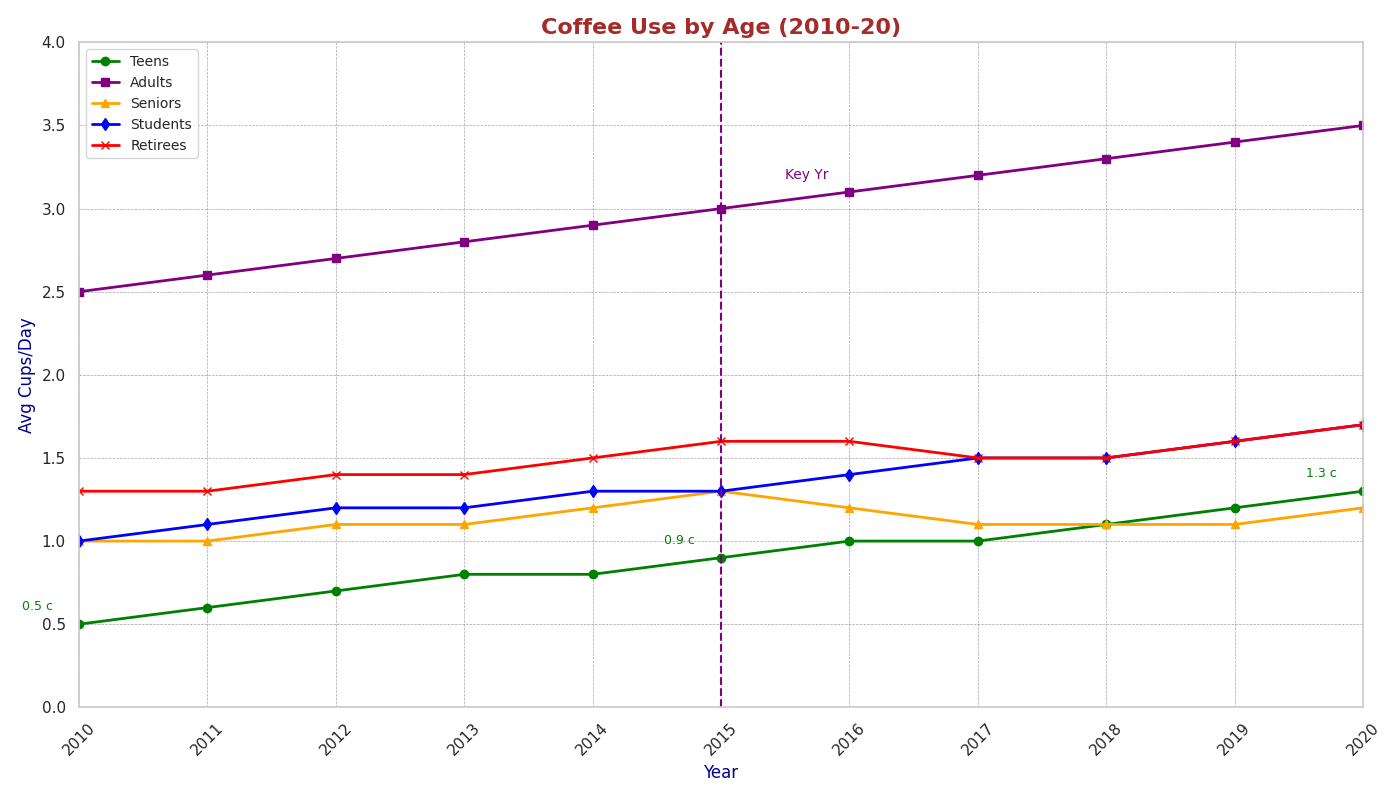 Coffee Use by Age (2010-20)
4.0
3.5
3.0
2.5
2.0
1.5
1.0
0.5
0.0
Avg Cups/Day
Teens
Adults
Seniors
Students
Retirees
Key Yr
1.3 c
0.9 c
0.5 c
2010
2011
2012
2013
2014
2015
2016
2017
2018
2019
2020
Year